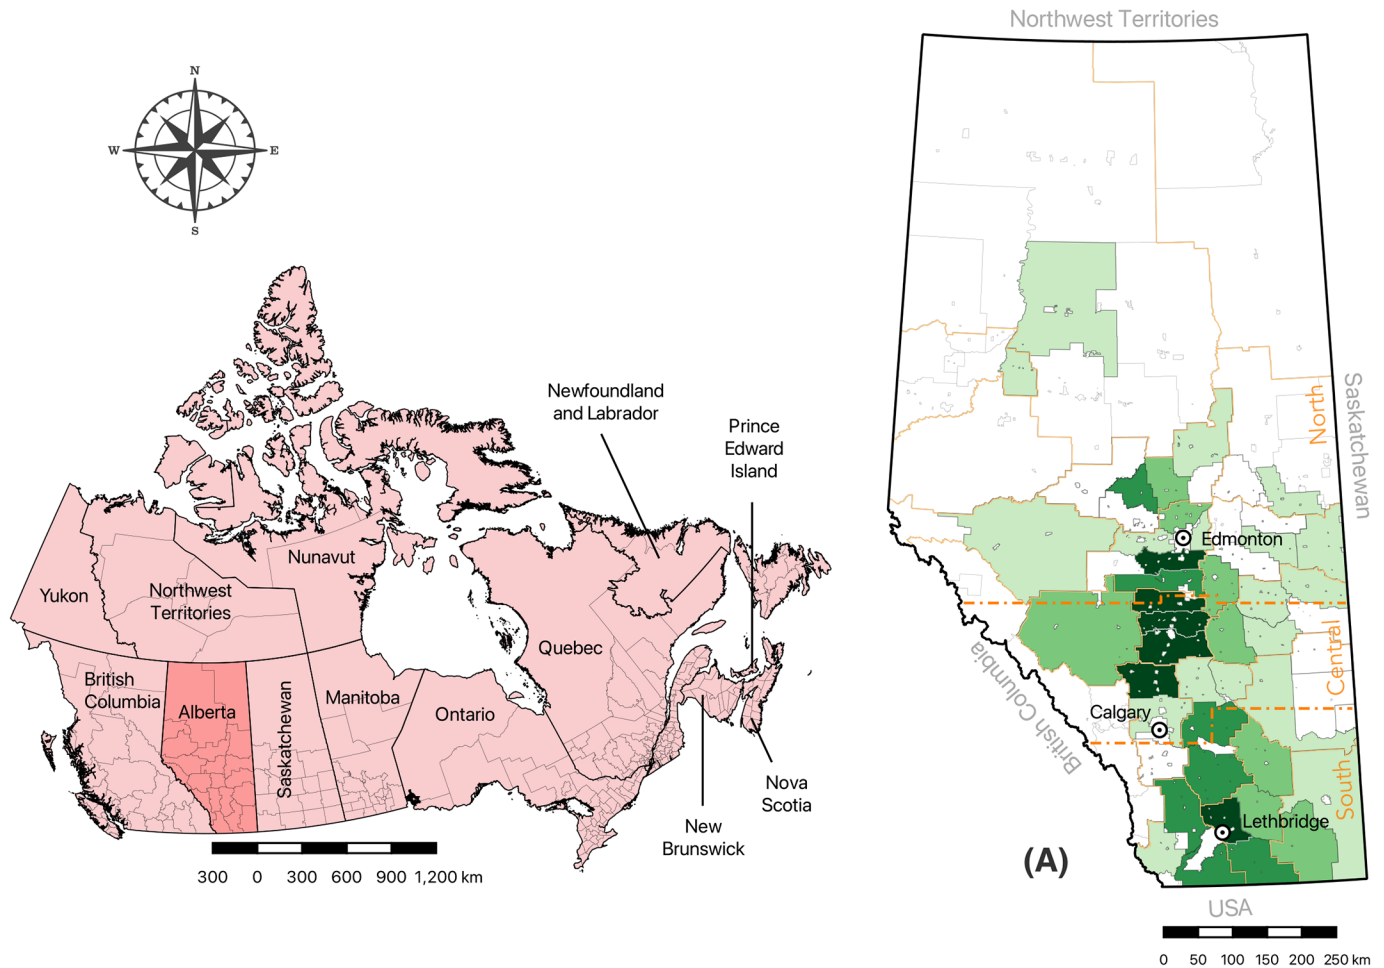 N
W
E
S
Newfoundland
and Labrador
Prince
Edward
Island
Nunavut
Yukon
Northwest
Territories
British
Columbia
Alberta
Saskatchewan
Manitoba
Ontario
Quebec
Nova
Scotia
New
Brunswick
300 0 300 600 900 1,200 km
Northwest Territories
Saskatchewan
North
Edmonton
Central
British Columbia
Calgary
South
Lethbridge
(A)
USA
0 50 100 150 200 250 km